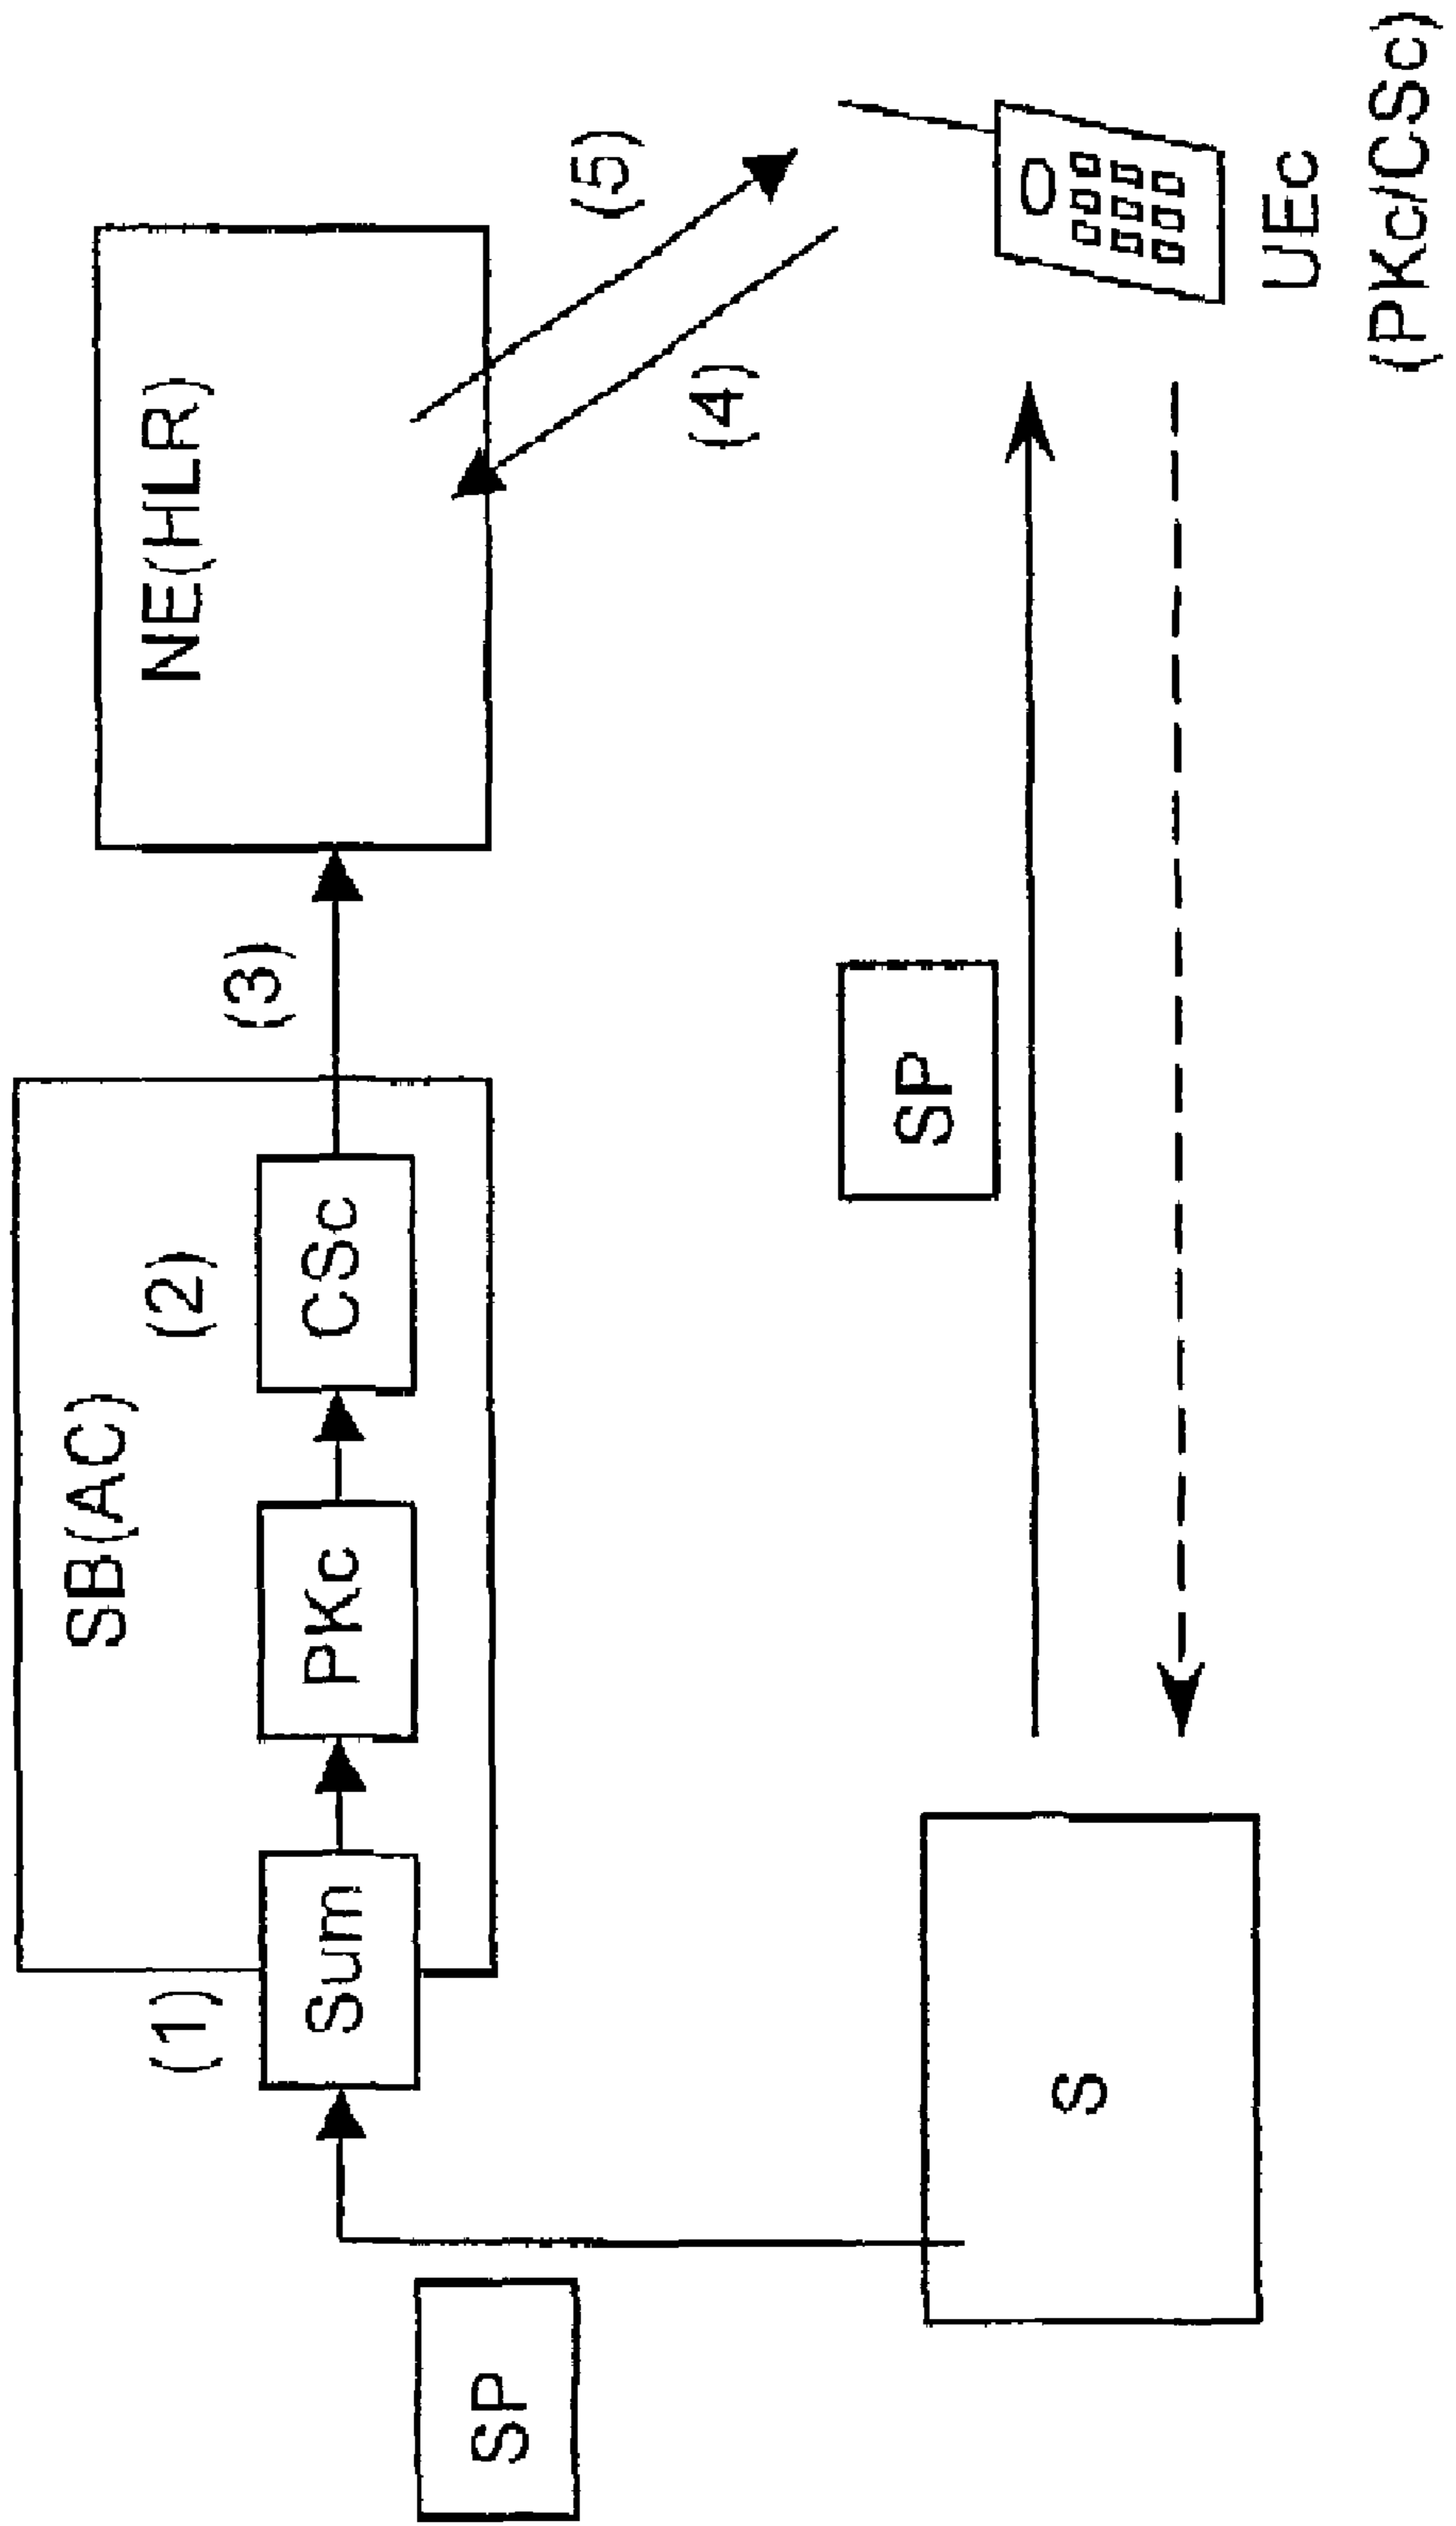 SB(AC)
NE(HLR)
(1)
(2)
(3)
Sum
PKc
CSc
SP
(4)
(5)
SP
S
UEc
(PKc/CSc)